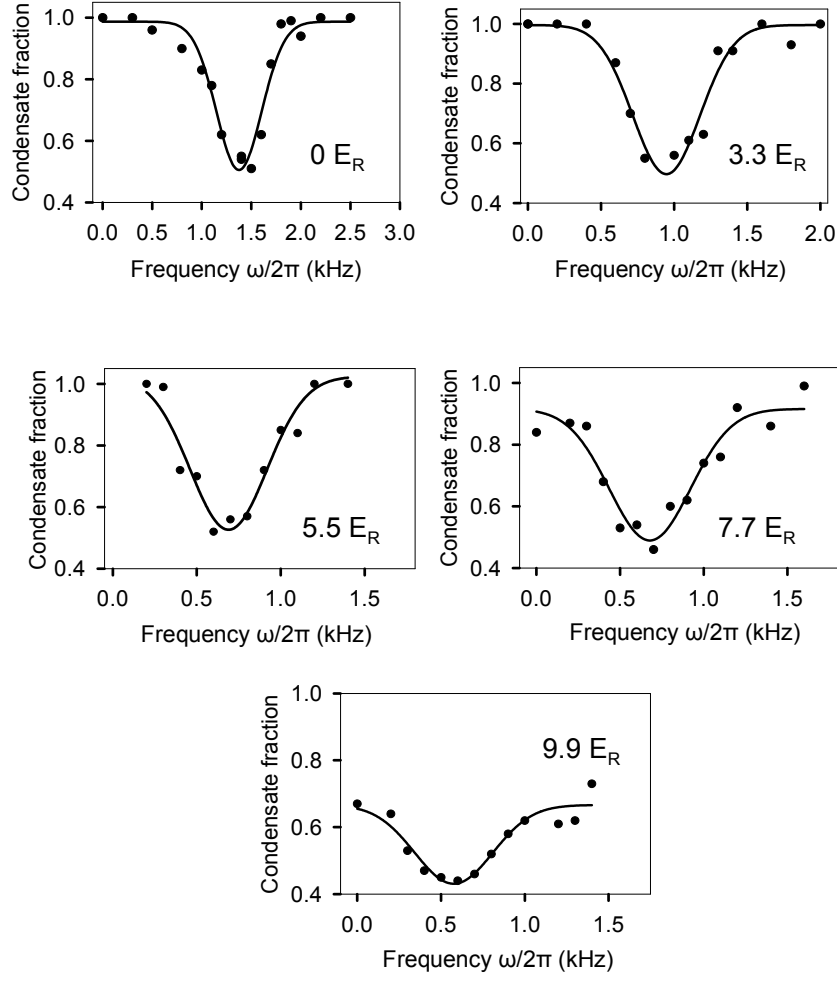 Condensate fraction
1.0
0.8
0.6
0.4
0 E_R
0.0 0.5 1.0 1.5 2.0 2.5 3.0
Frequency ω/2π (kHz)
Condensate fraction
1.0
0.8
0.6
0.4
3.3 E_R
0.0 0.5 1.0 1.5 2.0
Frequency ω/2π (kHz)
Condensate fraction
1.0
0.8
0.6
0.4
5.5 E_R
0.0 0.5 1.0 1.5
Frequency ω/2π (kHz)
Condensate fraction
1.0
0.8
0.6
0.4
7.7 E_R
0.0 0.5 1.0 1.5
Frequency ω/2π (kHz)
Condensate fraction
1.0
0.8
0.6
0.4
9.9 E_R
0.0 0.5 1.0 1.5
Frequency ω/2π (kHz)